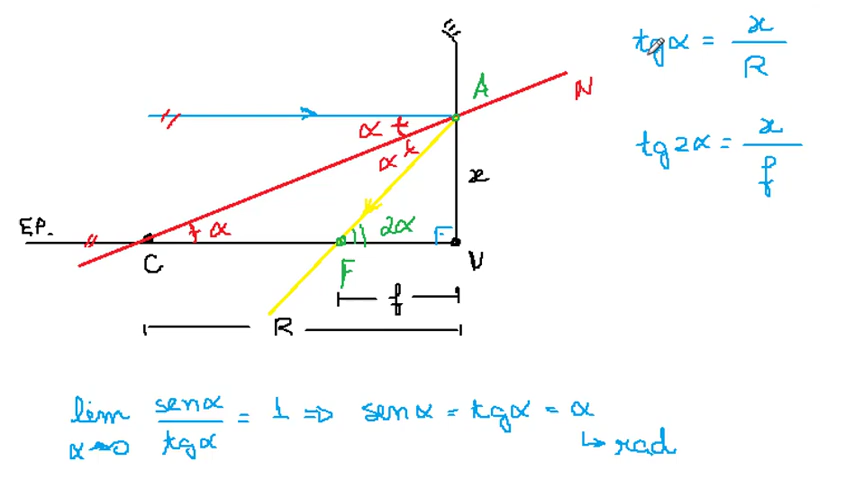 tgα = x/R
tg2α = x/f
A
N
α
α
x
E.P.
α
2α
C
F
V
f
R
lim senα/tgα = 1 ⇒ senα = tgα = α
α→0
↳ rad